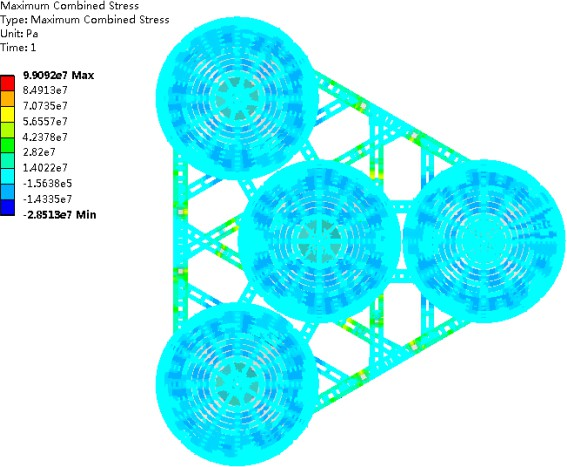 Maximum Combined Stress
Type: Maximum Combined Stress
Unit: Pa
Time: 1
9.9092e7 Max
8.4913e7
7.0735e7
5.6557e7
4.2378e7
2.82e7
1.4022e7
-1.5638e5
-1.4335e7
-2.8513e7 Min